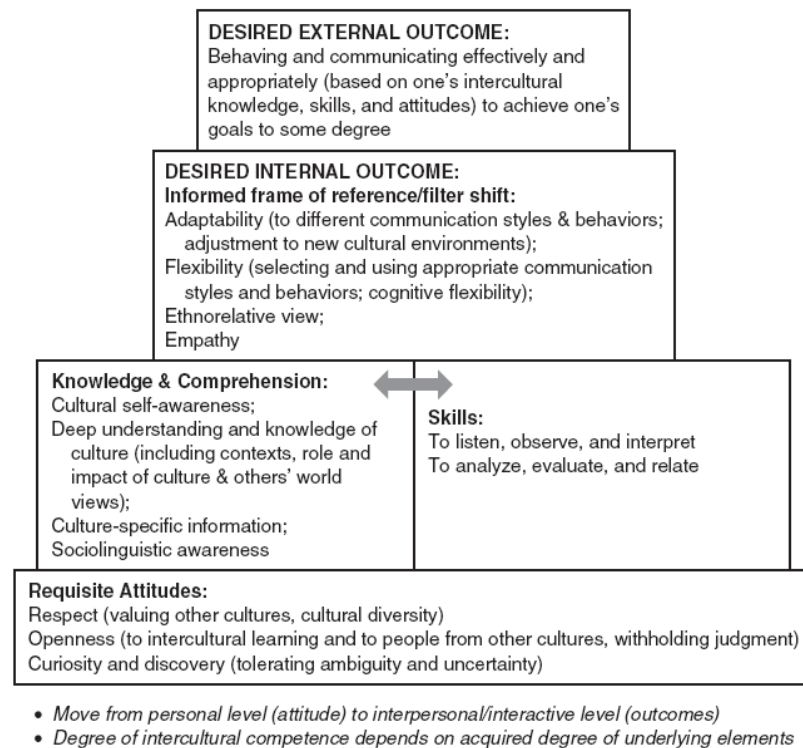 DESIRED EXTERNAL OUTCOME:
Behaving and communicating effectively and
appropriately (based on one's intercultural
knowledge, skills, and attitudes) to achieve one's
goals to some degree
DESIRED INTERNAL OUTCOME:
Informed frame of reference/filter shift:
Adaptability (to different communication styles & behaviors;
adjustment to new cultural environments);
Flexibility (selecting and using appropriate communication
styles and behaviors; cognitive flexibility);
Ethnorelative view;
Empathy
Knowledge & Comprehension:
Cultural self-awareness;
Deep understanding and knowledge of
culture (including contexts, role and
impact of culture & others' world
views);
Culture-specific information;
Sociolinguistic awareness
Skills:
To listen, observe, and interpret
To analyze, evaluate, and relate
Requisite Attitudes:
Respect (valuing other cultures, cultural diversity)
Openness (to intercultural learning and to people from other cultures, withholding judgment)
Curiosity and discovery (tolerating ambiguity and uncertainty)
• Move from personal level (attitude) to interpersonal/interactive level (outcomes)
• Degree of intercultural competence depends on acquired degree of underlying elements